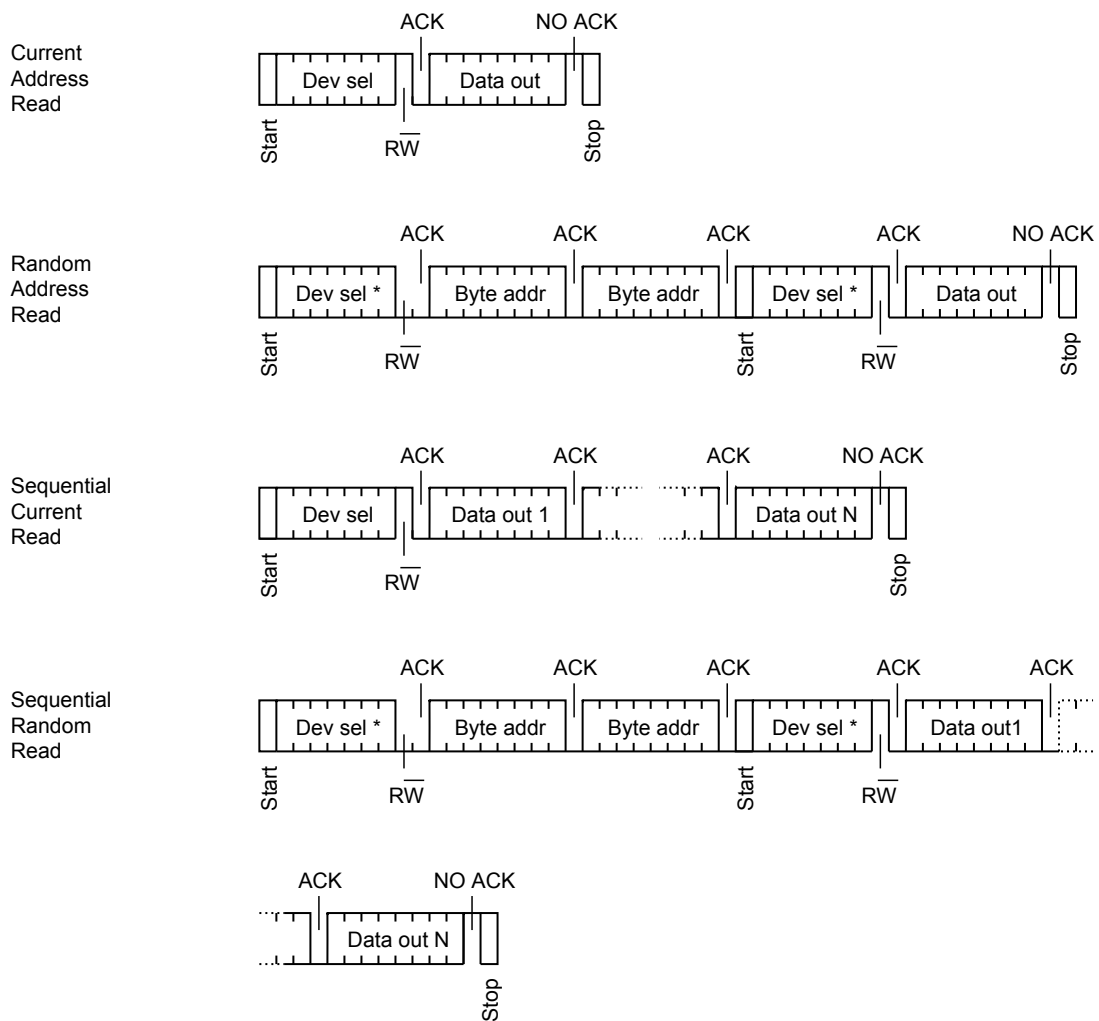 ACK NO ACK
Current
Address
Read
Dev sel Data out
Start RW̅ Stop
ACK ACK ACK ACK NO ACK
Random
Address
Read
Dev sel * Byte addr Byte addr Dev sel * Data out
Start RW̅ Start RW̅ Stop
ACK ACK ACK NO ACK
Sequential
Current
Read
Dev sel Data out 1 Data out N
Start RW̅ Stop
ACK ACK ACK ACK ACK
Sequential
Random
Read
Dev sel * Byte addr Byte addr Dev sel * Data out1
Start RW̅ Start RW̅
ACK NO ACK
Data out N
Stop